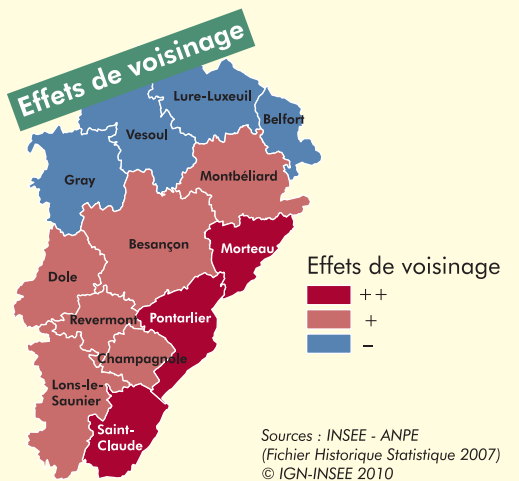 Effets de voisinage
Lure-Luxeuil
Belfort
Vesoul
Gray
Montbéliard
Besançon
Morteau
Dole
Revermont
Pontarlier
Champagnole
Lons-le-
Saunier
Saint-
Claude
Effets de voisinage
++
+
–
Sources : INSEE - ANPE
(Fichier Historique Statistique 2007)
© IGN-INSEE 2010